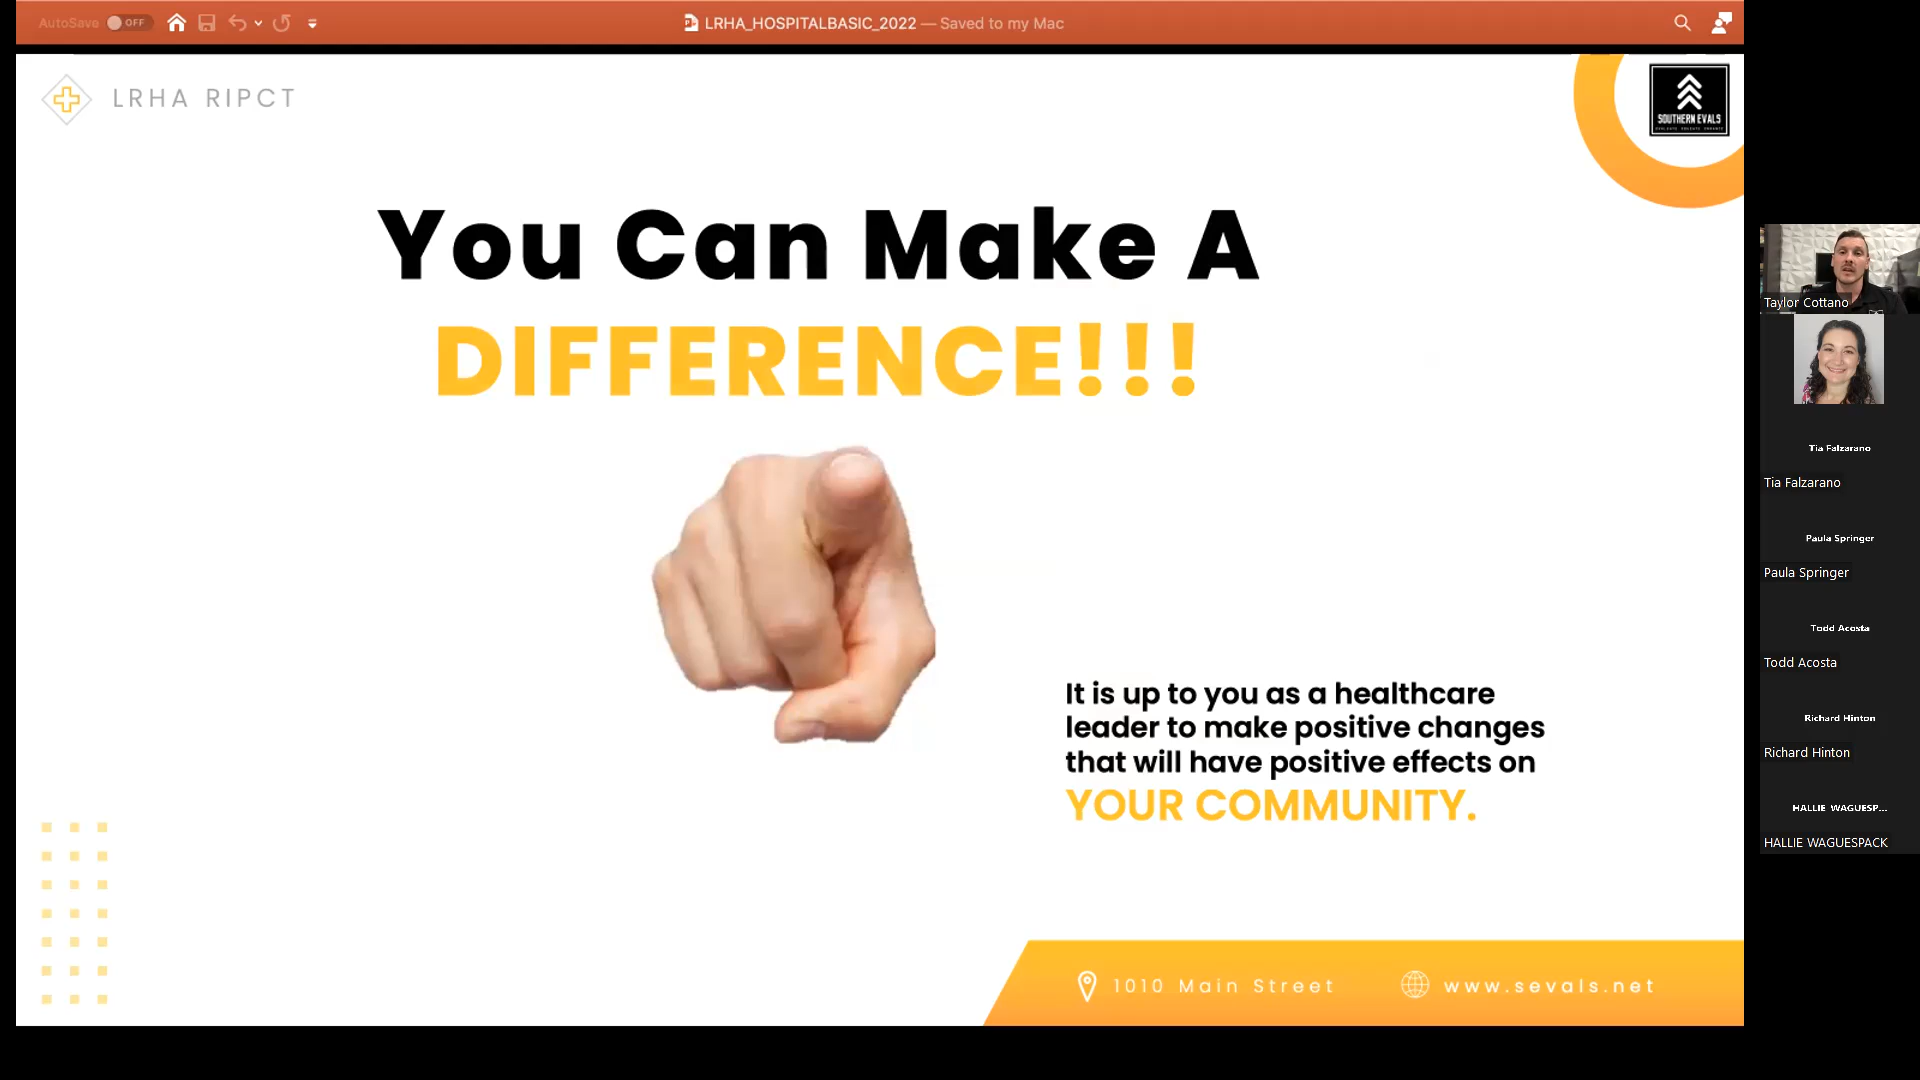 AutoSave OFF
LRHA_HOSPITALBASIC_2022 — Saved to my Mac
LRHA RIPCT
SOUTHERN EVALS
You Can Make A
DIFFERENCE!!!
It is up to you as a healthcare
leader to make positive changes
that will have positive effects on
YOUR COMMUNITY.
1010 Main Street
www.sevals.net
Taylor Cottano
Tia Falzarano
Tia Falzarano
Paula Springer
Paula Springer
Todd Acosta
Todd Acosta
Richard Hinton
Richard Hinton
HALLIE WAGUESP...
HALLIE WAGUESPACK